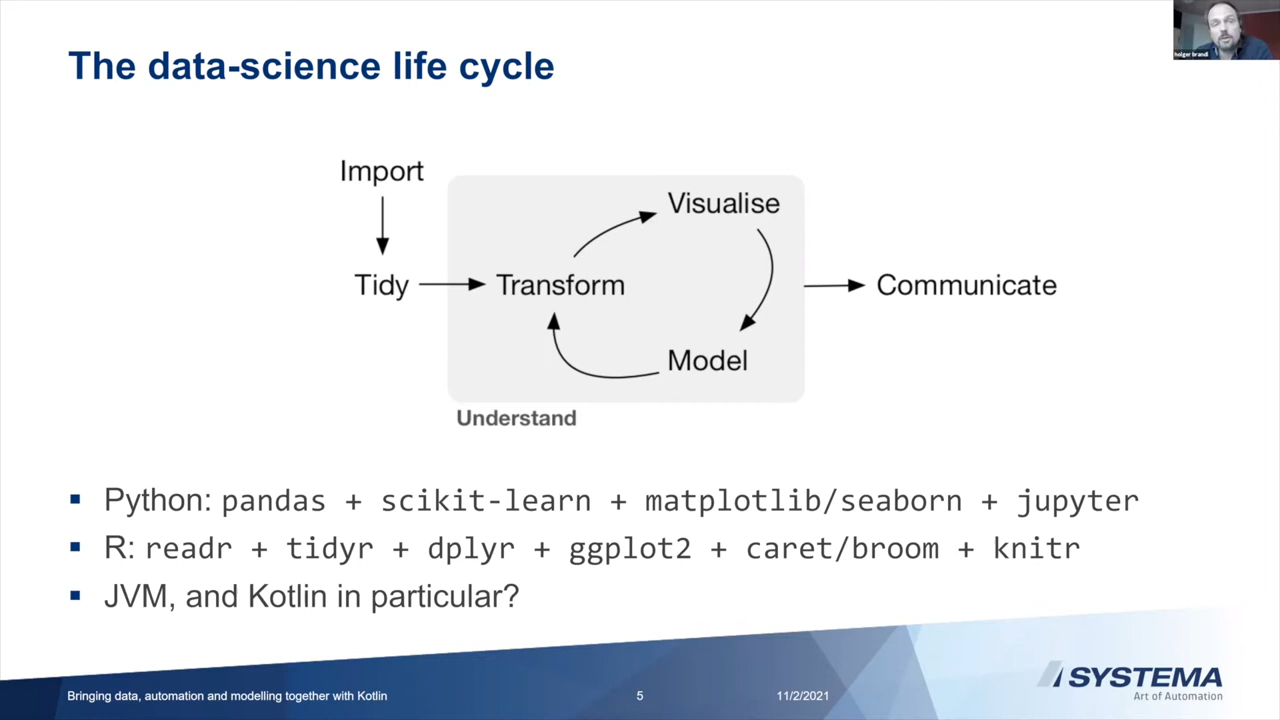 The data-science life cycle
holger brandl
Import
Visualise
Tidy
Transform
Communicate
Model
Understand
▪ Python: pandas + scikit-learn + matplotlib/seaborn + jupyter
▪ R: readr + tidyr + dplyr + ggplot2 + caret/broom + knitr
▪ JVM, and Kotlin in particular?
SYSTEMA
Art of Automation
Bringing data, automation and modelling together with Kotlin
5
11/2/2021